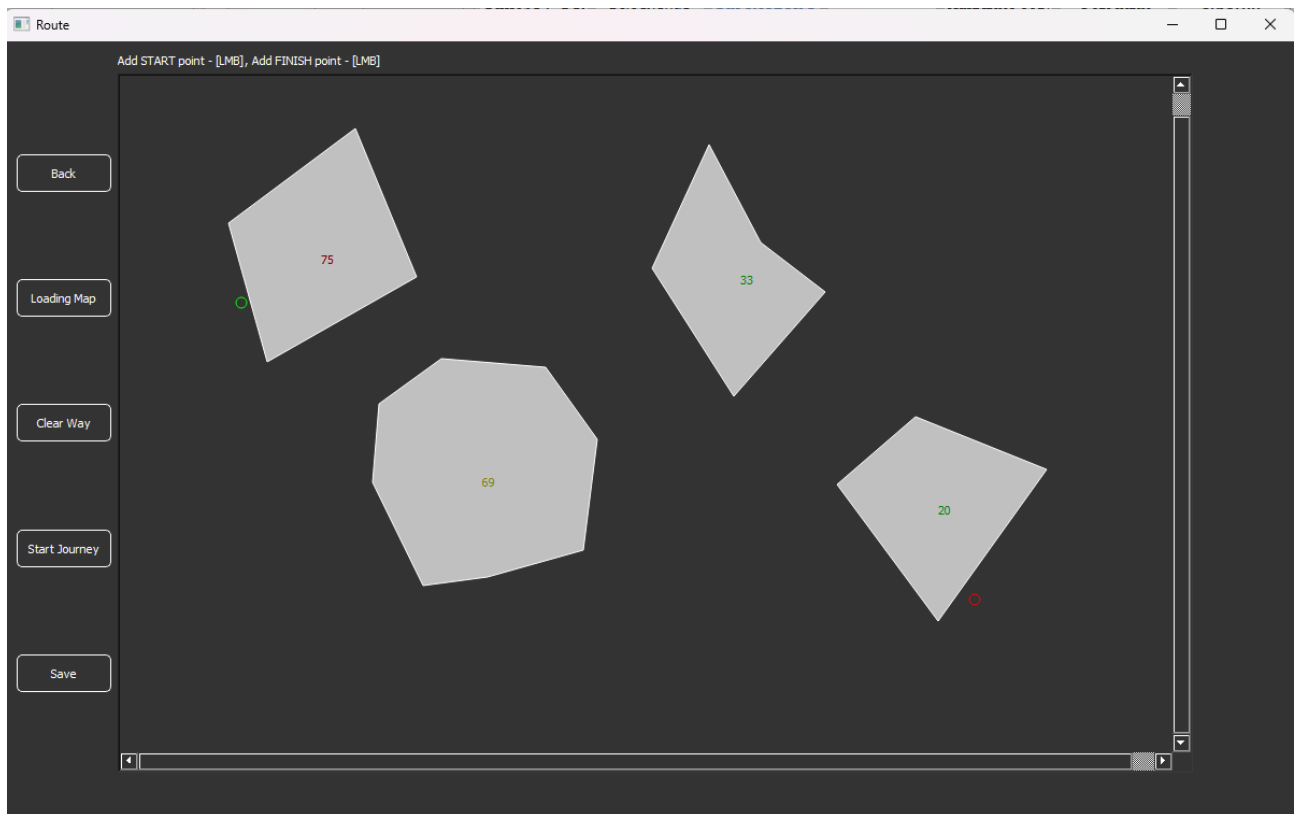 Route
Add START point - [LMB], Add FINISH point - [LMB]
Back
Loading Map
Clear Way
Start Journey
Save
75
33
69
20